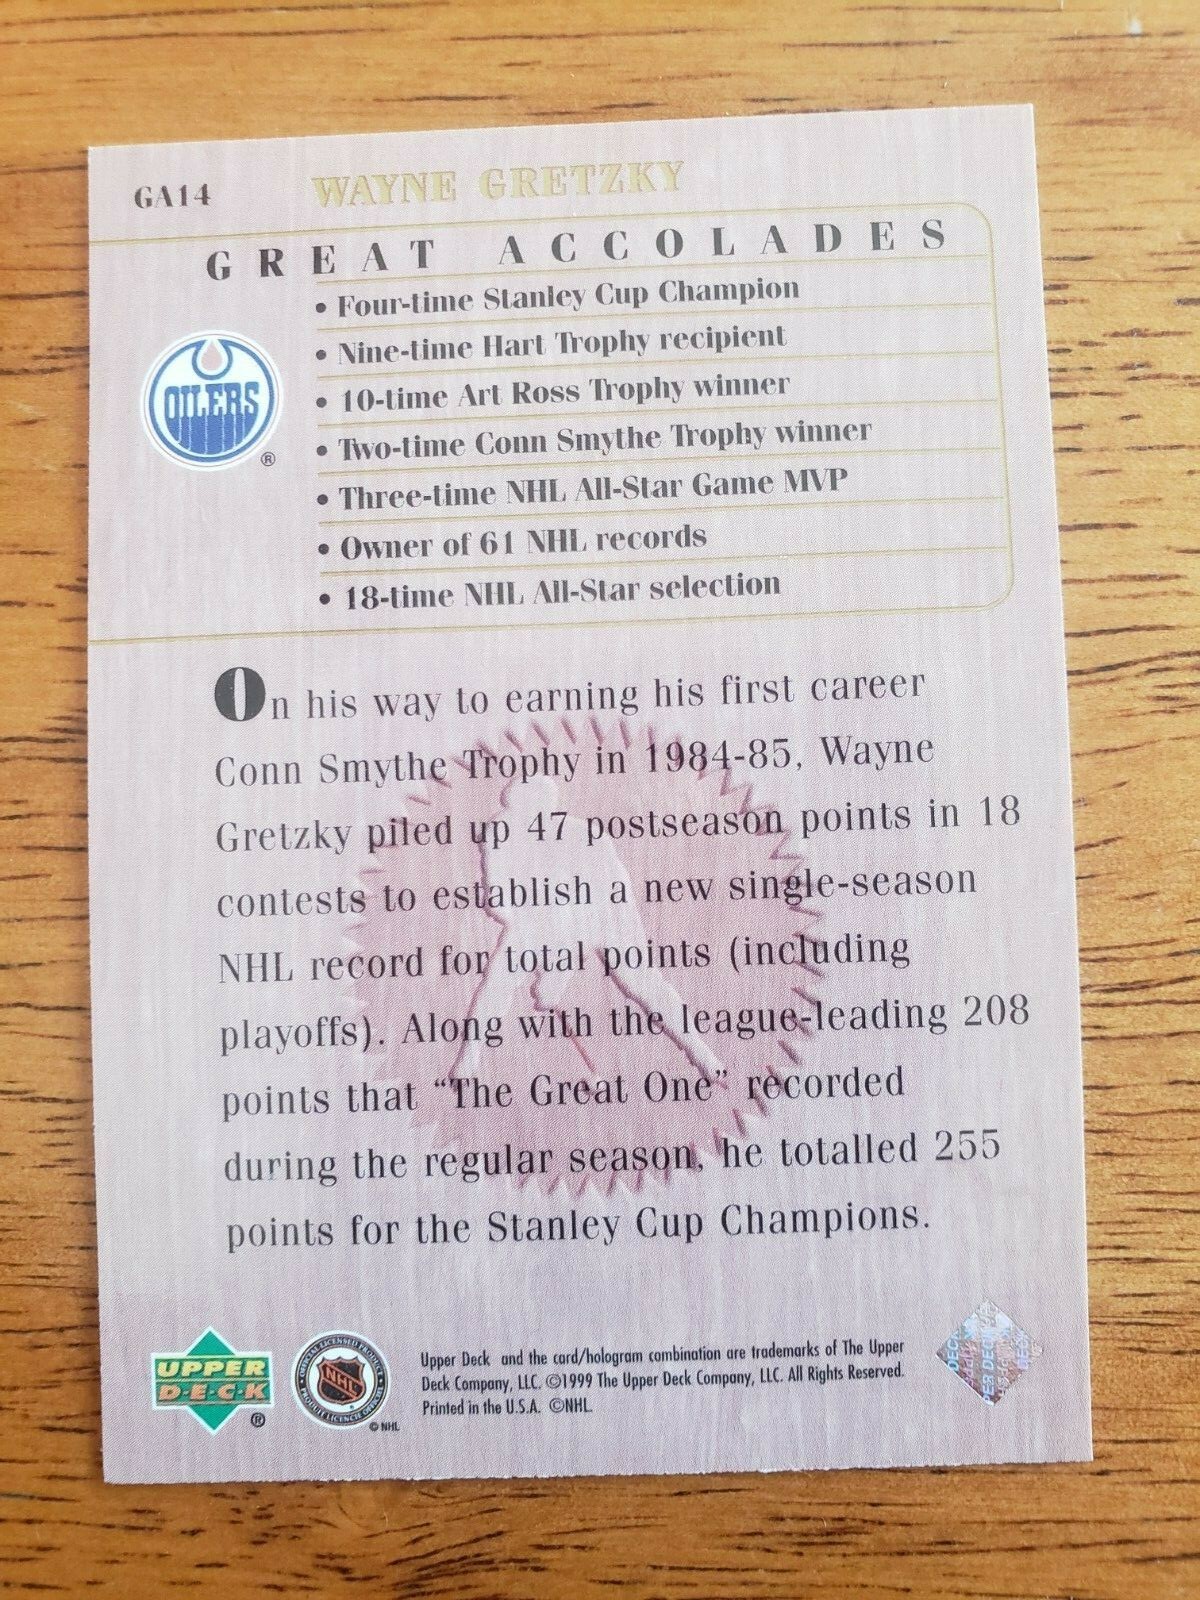 GA14 WAYNE GRETZKY
GREAT ACCOLADES
• Four-time Stanley Cup Champion
• Nine-time Hart Trophy recipient
• 10-time Art Ross Trophy winner
• Two-time Conn Smythe Trophy winner
• Three-time NHL All-Star Game MVP
• Owner of 61 NHL records
• 18-time NHL All-Star selection
OILERS
®
On his way to earning his first career
Conn Smythe Trophy in 1984-85, Wayne
Gretzky piled up 47 postseason points in 18
contests to establish a new single-season
NHL record for total points (including
playoffs). Along with the league-leading 208
points that “The Great One” recorded
during the regular season, he totalled 255
points for the Stanley Cup Champions.
UPPER
D·E·C·K
®
OFFICIAL LICENSED PRODUCT
NHL
PRODUIT LICENCIE OFFICIEL
© NHL
Upper Deck and the card/hologram combination are trademarks of The Upper
Deck Company, LLC. ©1999 The Upper Deck Company, LLC. All Rights Reserved.
Printed in the U.S.A. ©NHL.